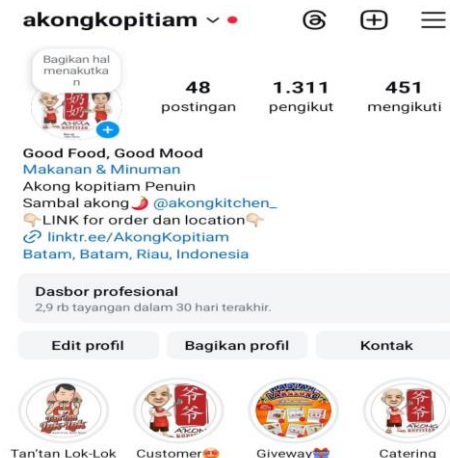 akongkopitiam
Bagikan hal
menakutka
n
48
postingan
1.311
pengikut
451
mengikuti
Good Food, Good Mood
Makanan & Minuman
Akong kopitiam Penuin
Sambal akong🌶️ @akongkitchen_
👇🏻LINK for order dan location👇🏻
linktr.ee/AkongKopitiam
Batam, Batam, Riau, Indonesia
Dasbor profesional
2,9 rb tayangan dalam 30 hari terakhir.
Edit profil
Bagikan profil
Kontak
爷爷
AKONG
Tan'tan Lok-Lok
Customer😍
Giveway🎊
Catering